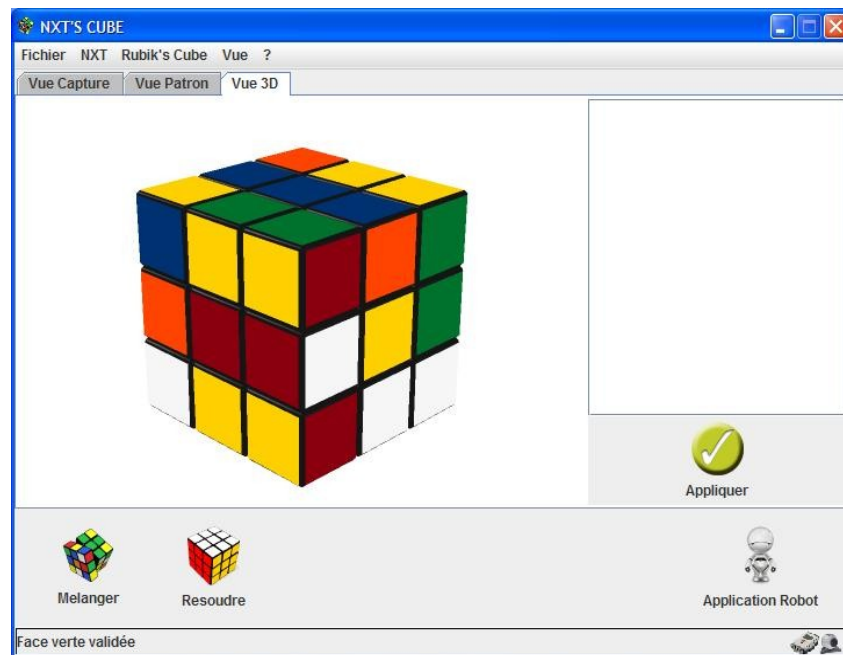 NXT'S CUBE
Fichier NXT Rubik's Cube Vue ?
Vue Capture Vue Patron Vue 3D
Appliquer
Melanger Resoudre Application Robot
Face verte validée